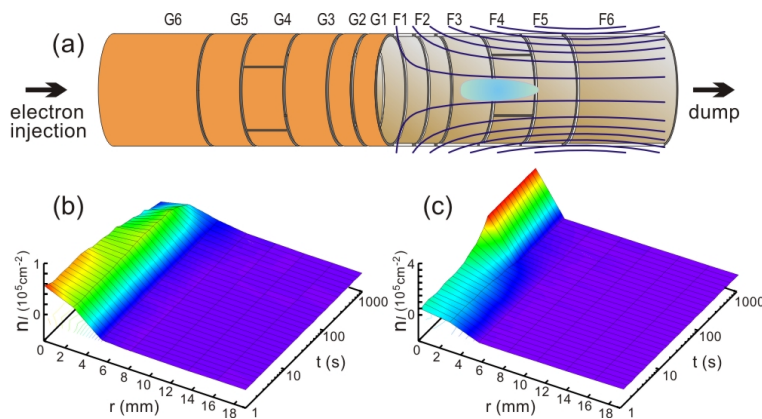 G6 G5 G4 G3 G2 G1 F1 F2 F3 F4 F5 F6
(a)
electron
injection
dump
(b)
n_l (10^5cm^-2)
1
0
0 2 4 6 8 10 12 14 16 18
r (mm)
1 10 100 1000
t (s)
(c)
n_l (10^5cm^-2)
4
0
0 2 4 6 8 10 12 14 16 18
r (mm)
1 10 100 1000
t (s)